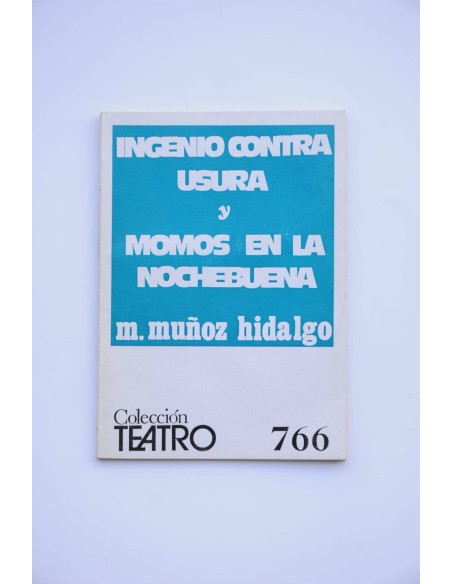 INGENIO CONTRA
USURA
y
MOMOS EN LA
NOCHEBUENA
m. muñoz hidalgo
Colección
TEATRO 766